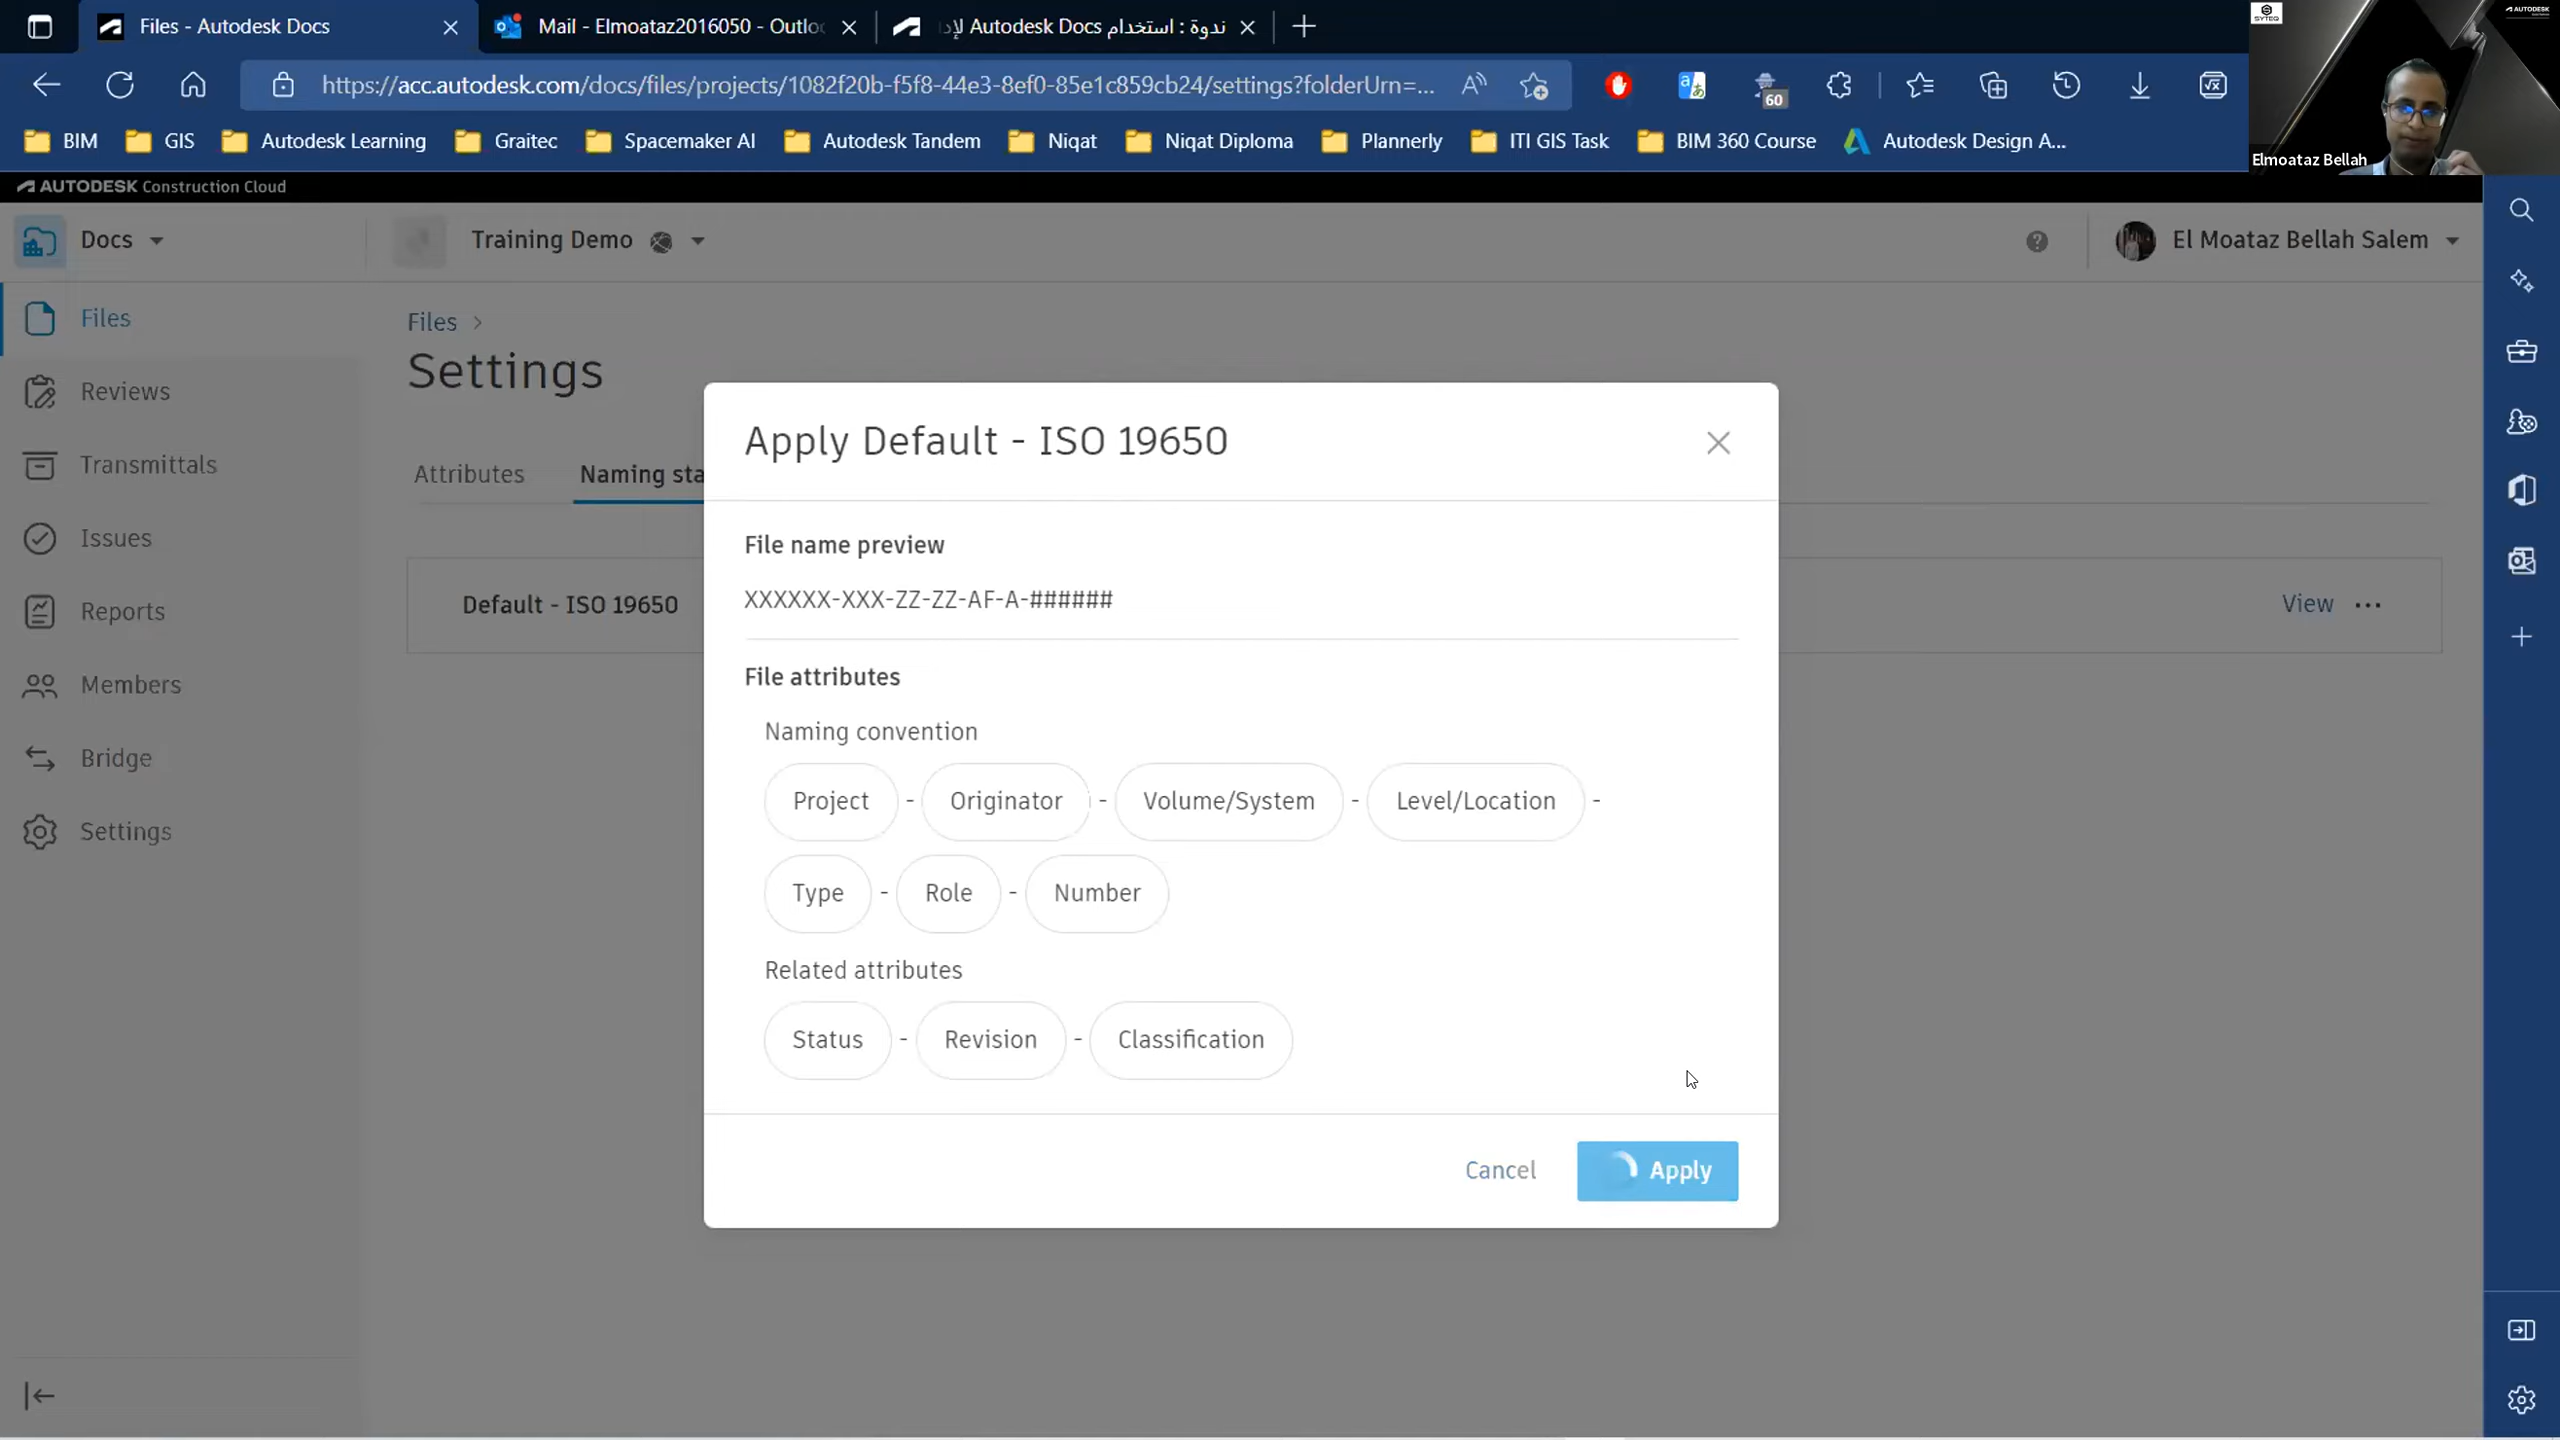 Files - Autodesk Docs
Mail - Elmoataz2016050 - Outlo
ندوة : استخدام Autodesk Docs لإد
https://acc.autodesk.com/docs/files/projects/1082f20b-f5f8-44e3-8ef0-85e1c859cb24/settings?folderUrn=...
60
BIM
GIS
Autodesk Learning
Graitec
Spacemaker AI
Autodesk Tandem
Niqat
Niqat Diploma
Plannerly
ITI GIS Task
BIM 360 Course
Autodesk Design A...
SYTEQ
AUTODESK
Elmoataz Bellah
AUTODESK Construction Cloud
Docs
Training Demo
El Moataz Bellah Salem
Files
Reviews
Transmittals
Issues
Reports
Members
Bridge
Settings
Files >
Settings
Attributes
Naming sta
Default - ISO 19650
View ...
Apply Default - ISO 19650
File name preview
XXXXXX-XXX-ZZ-ZZ-AF-A-######
File attributes
Naming convention
Project - Originator - Volume/System - Level/Location -
Type - Role - Number
Related attributes
Status - Revision - Classification
Cancel
Apply